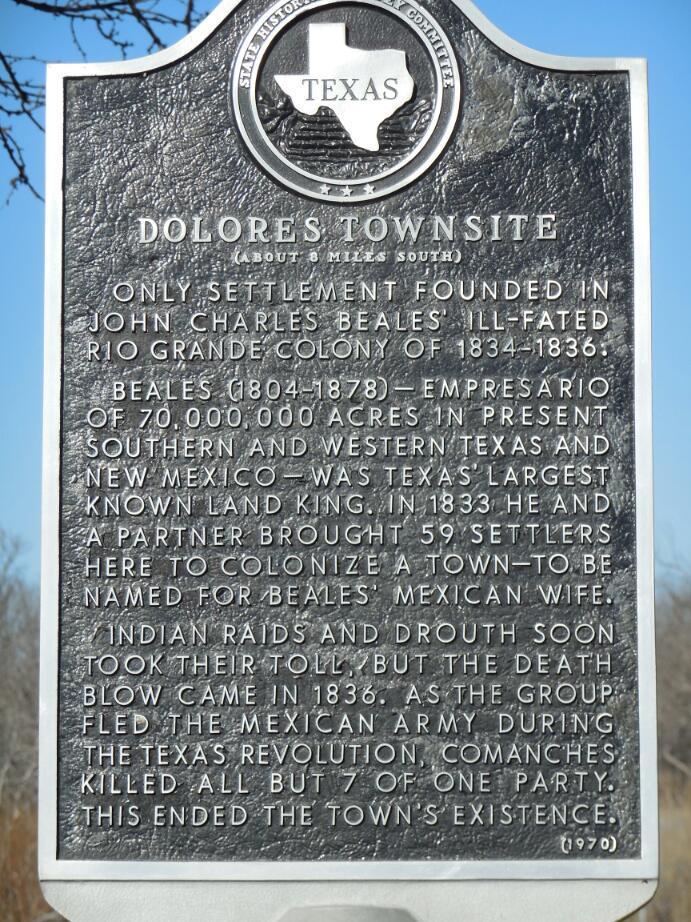 STATE HISTOR COMMITTEE
TEXAS
DOLORES TOWNSITE
(ABOUT 8 MILES SOUTH)
ONLY SETTLEMENT FOUNDED IN
JOHN CHARLES BEALES' ILL-FATED
RIO GRANDE COLONY OF 1834-1836.
BEALES (1804-1878) — EMPRESARIO
OF 70,000,000 ACRES IN PRESENT
SOUTHERN AND WESTERN TEXAS AND
NEW MEXICO — WAS TEXAS' LARGEST
KNOWN LAND KING. IN 1833 HE AND
A PARTNER BROUGHT 59 SETTLERS
HERE TO COLONIZE A TOWN—TO BE
NAMED FOR BEALES' MEXICAN WIFE.
INDIAN RAIDS AND DROUTH SOON
TOOK THEIR TOLL, BUT THE DEATH
BLOW CAME IN 1836. AS THE GROUP
FLED THE MEXICAN ARMY DURING
THE TEXAS REVOLUTION, COMANCHES
KILLED ALL BUT 7 OF ONE PARTY.
THIS ENDED THE TOWN'S EXISTENCE.
(1970)